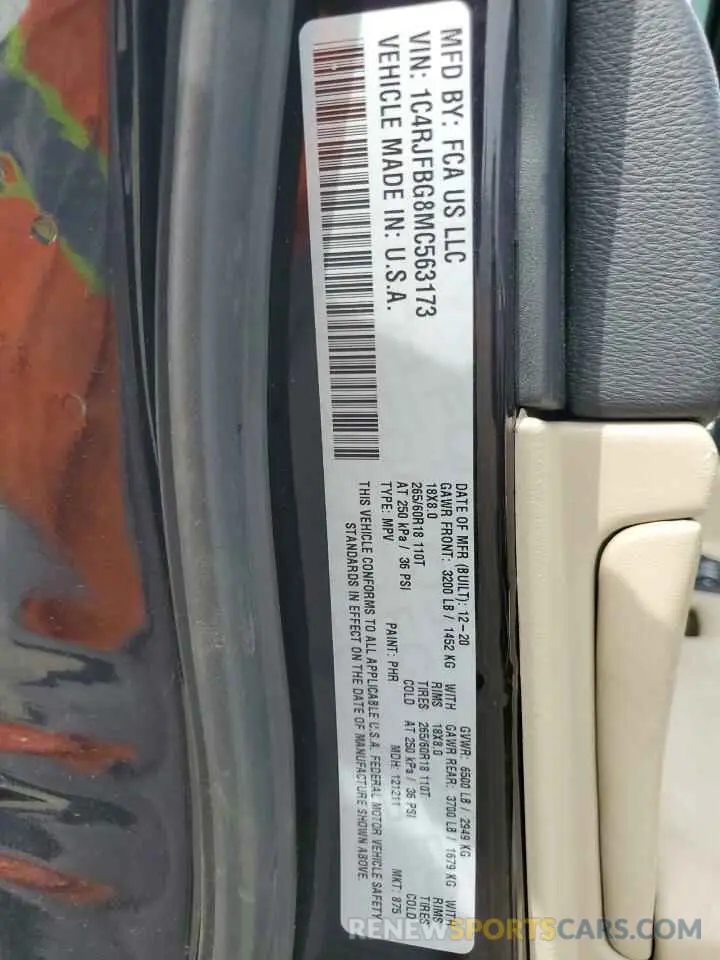 MFD BY: FCA US LLC
VIN: 1C4RJFBG8MC563173
VEHICLE MADE IN: U.S.A.
DATE OF MFR (BUILT): 12-20 GVWR: 6500 LB / 2949 KG
GAWR FRONT: 3200 LB / 1452 KG WITH GAWR REAR: 3700 LB / 1679 KG WITH
18X8.0 RIMS 18X8.0 RIMS
265/60R18 110T TIRES 265/60R18 110T TIRES
AT 250 kPa / 36 PSI COLD AT 250 kPa / 36 PSI COLD
TYPE: MPV PAINT: PHR MDH: 121211 MKT: 875
THIS VEHICLE CONFORMS TO ALL APPLICABLE U.S.A. FEDERAL MOTOR VEHICLE SAFETY
STANDARDS IN EFFECT ON THE DATE OF MANUFACTURE SHOWN ABOVE.
RENEWSPORTSCARS.COM